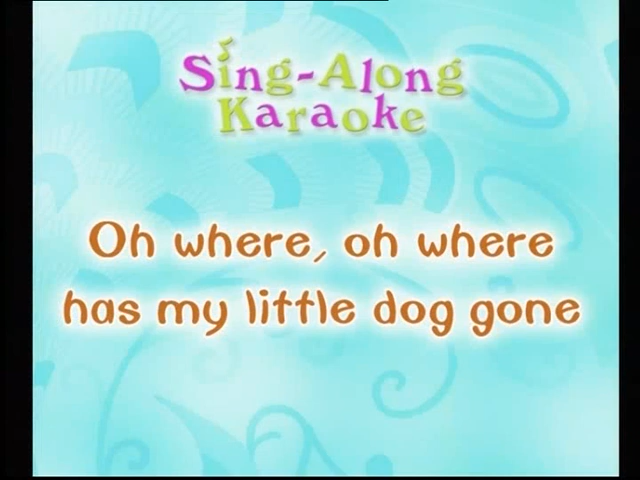 Sing-Along
Karaoke
Oh where, oh where
has my little dog gone